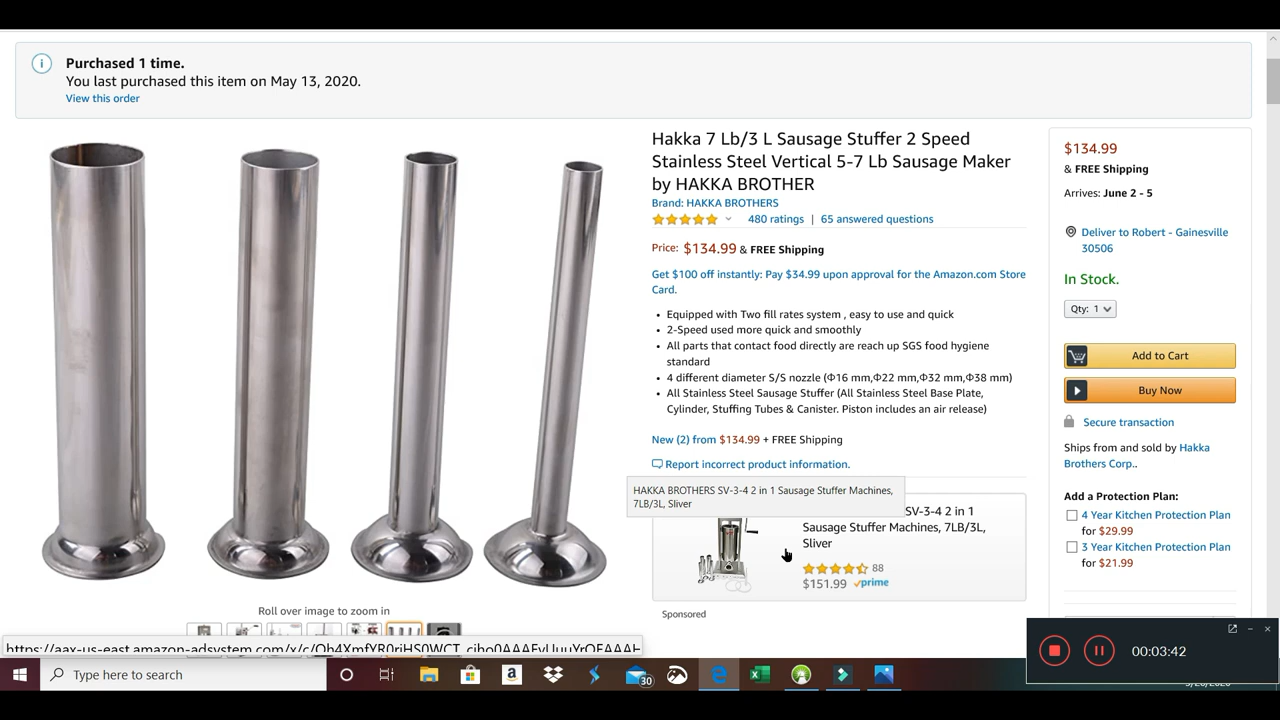 Purchased 1 time.
You last purchased this item on May 13, 2020.
View this order
Hakka 7 Lb/3 L Sausage Stuffer 2 Speed
Stainless Steel Vertical 5-7 Lb Sausage Maker
by HAKKA BROTHER
Brand: HAKKA BROTHERS
480 ratings | 65 answered questions
Price: $134.99 & FREE Shipping
Get $100 off instantly: Pay $34.99 upon approval for the Amazon.com Store
Card.
• Equipped with Two fill rates system , easy to use and quick
• 2-Speed used more quick and smoothly
• All parts that contact food directly are reach up SGS food hygiene
standard
• 4 different diameter S/S nozzle (Φ16 mm,Φ22 mm,Φ32 mm,Φ38 mm)
• All Stainless Steel Sausage Stuffer (All Stainless Steel Base Plate,
Cylinder, Stuffing Tubes & Canister. Piston includes an air release)
New (2) from $134.99 + FREE Shipping
Report incorrect product information.
HAKKA BROTHERS SV-3-4 2 in 1 Sausage Stuffer Machines,
7LB/3L, Sliver
SV-3-4 2 in 1
Sausage Stuffer Machines, 7LB/3L,
Sliver
88
$151.99 prime
Sponsored
Roll over image to zoom in
$134.99
& FREE Shipping
Arrives: June 2 - 5
Deliver to Robert - Gainesville
30506
In Stock.
Qty: 1
Add to Cart
Buy Now
Secure transaction
Ships from and sold by Hakka
Brothers Corp..
Add a Protection Plan:
4 Year Kitchen Protection Plan
for $29.99
3 Year Kitchen Protection Plan
for $21.99
00:03:42
Type here to search
30